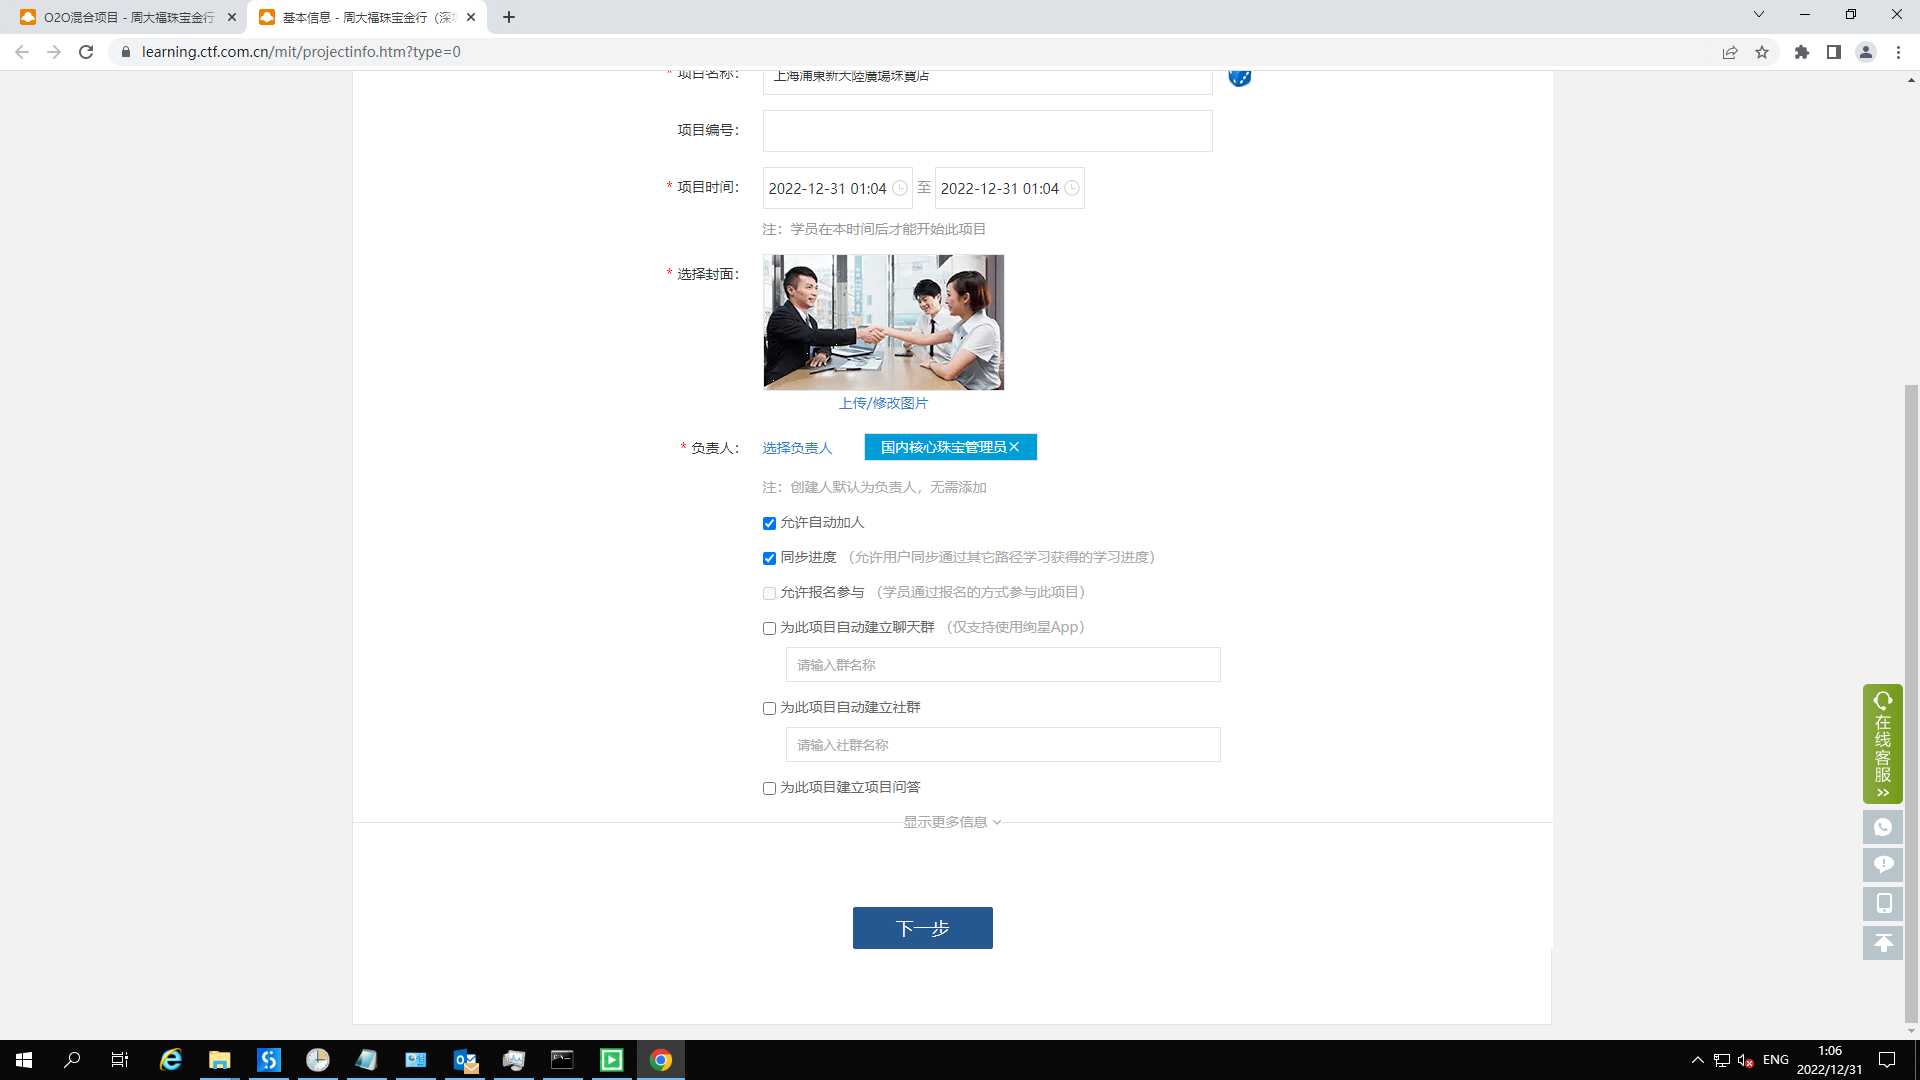 O2O混合项目 - 周大福珠宝金行
基本信息 - 周大福珠宝金行（深圳
learning.ctf.com.cn/mit/projectinfo.htm?type=0
* 项目名称：
上海浦東新大陸廣場珠寶店
项目编号：
* 项目时间：
2022-12-31 01:04 至 2022-12-31 01:04
注：学员在本时间后才能开始此项目
* 选择封面：
上传/修改图片
* 负责人：
选择负责人
国内核心珠宝管理员×
注：创建人默认为负责人，无需添加
允许自动加人
同步进度 （允许用户同步通过其它路径学习获得的学习进度）
允许报名参与 （学员通过报名的方式参与此项目）
为此项目自动建立聊天群 （仅支持使用绚星App）
请输入群名称
为此项目自动建立社群
请输入社群名称
为此项目建立项目问答
显示更多信息
下一步
在线客服
ENG
1:06
2022/12/31